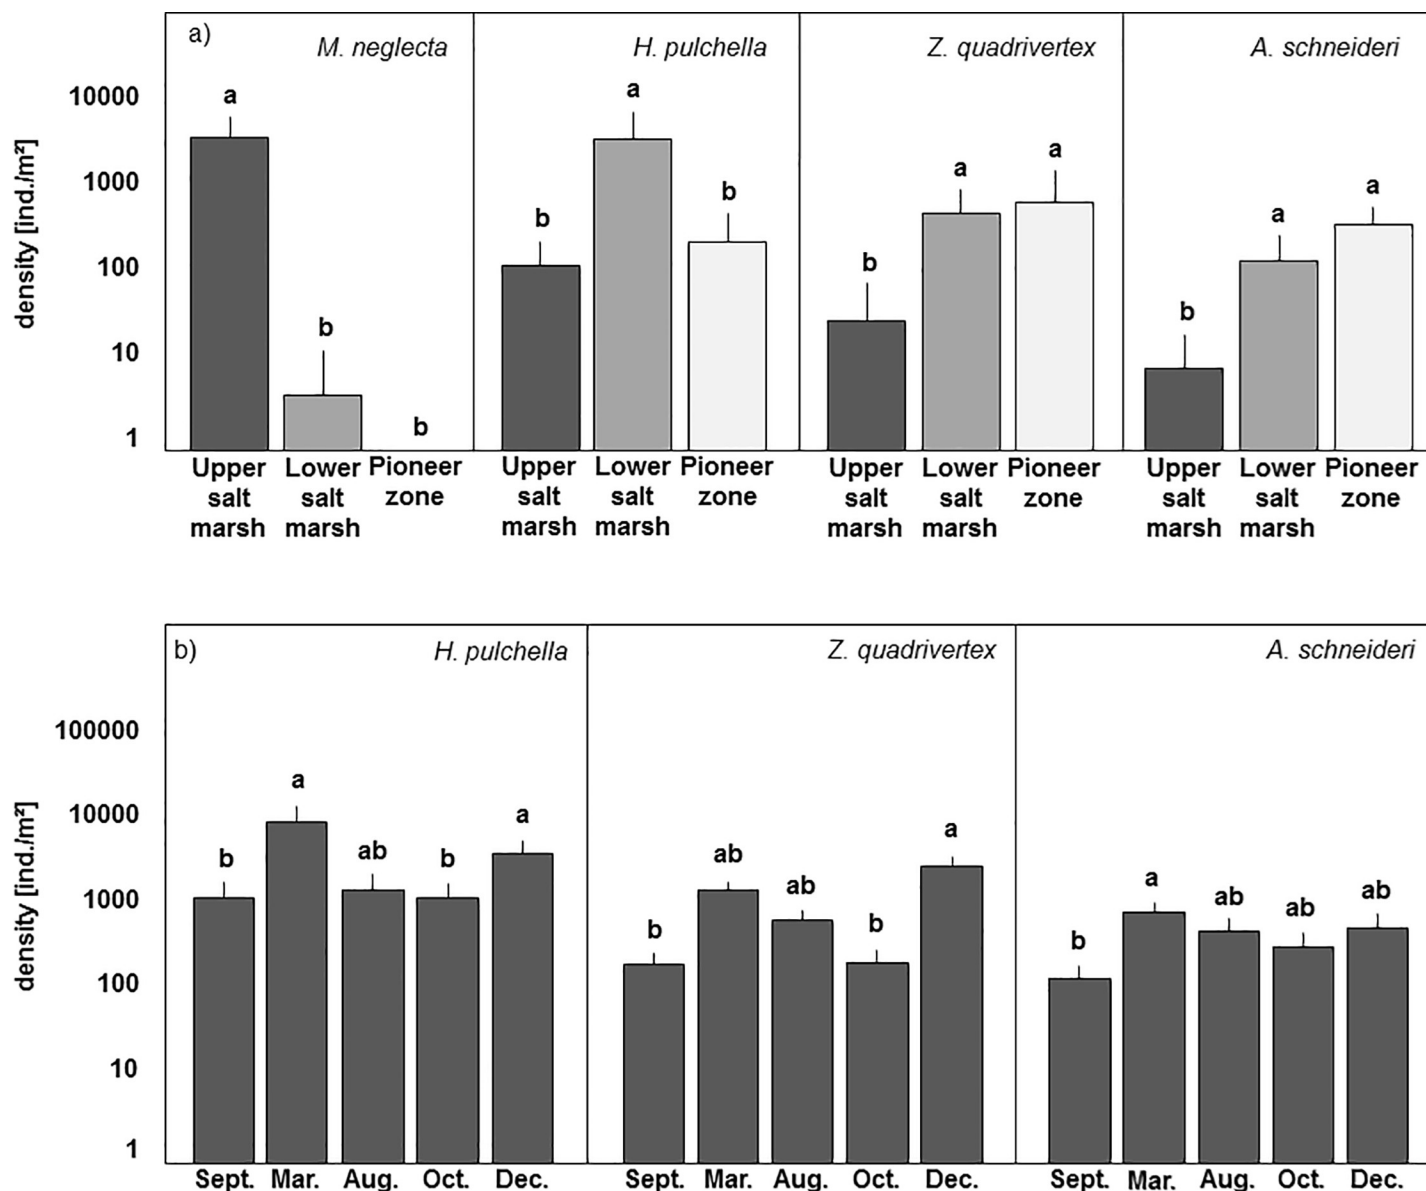 a)
M. neglecta
H. pulchella
Z. quadrivertex
A. schneideri
density [ind./m²]
10000
1000
100
10
1
a
b
b
b
a
b
b
a
a
b
a
a
Upper salt marsh
Lower salt marsh
Pioneer zone
Upper salt marsh
Lower salt marsh
Pioneer zone
Upper salt marsh
Lower salt marsh
Pioneer zone
Upper salt marsh
Lower salt marsh
Pioneer zone
b)
H. pulchella
Z. quadrivertex
A. schneideri
density [ind./m²]
100000
10000
1000
100
10
1
b
a
ab
b
a
b
ab
ab
b
a
b
a
ab
ab
ab
Sept. Mar. Aug. Oct. Dec.
Sept. Mar. Aug. Oct. Dec.
Sept. Mar. Aug. Oct. Dec.